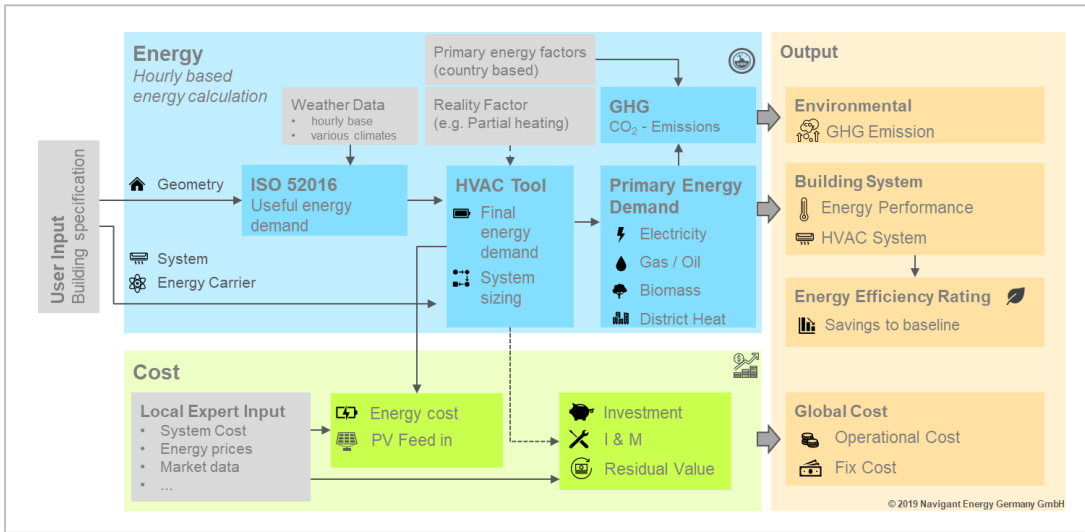 Energy
Hourly based
energy calculation
Primary energy factors
(country based)
Weather Data
• hourly base
• various climates
Reality Factor
(e.g. Partial heating)
GHG
CO₂ - Emissions
User Input
Building specification
Geometry
System
Energy Carrier
ISO 52016
Useful energy
demand
HVAC Tool
Final
energy
demand
System
sizing
Primary Energy
Demand
Electricity
Gas / Oil
Biomass
District Heat
Cost
Local Expert Input
• System Cost
• Energy prices
• Market data
• ...
Energy cost
PV Feed in
Investment
I & M
Residual Value
Output
Environmental
GHG Emission
Building System
Energy Performance
HVAC System
Energy Efficiency Rating
Savings to baseline
Global Cost
Operational Cost
Fix Cost
© 2019 Navigant Energy Germany GmbH